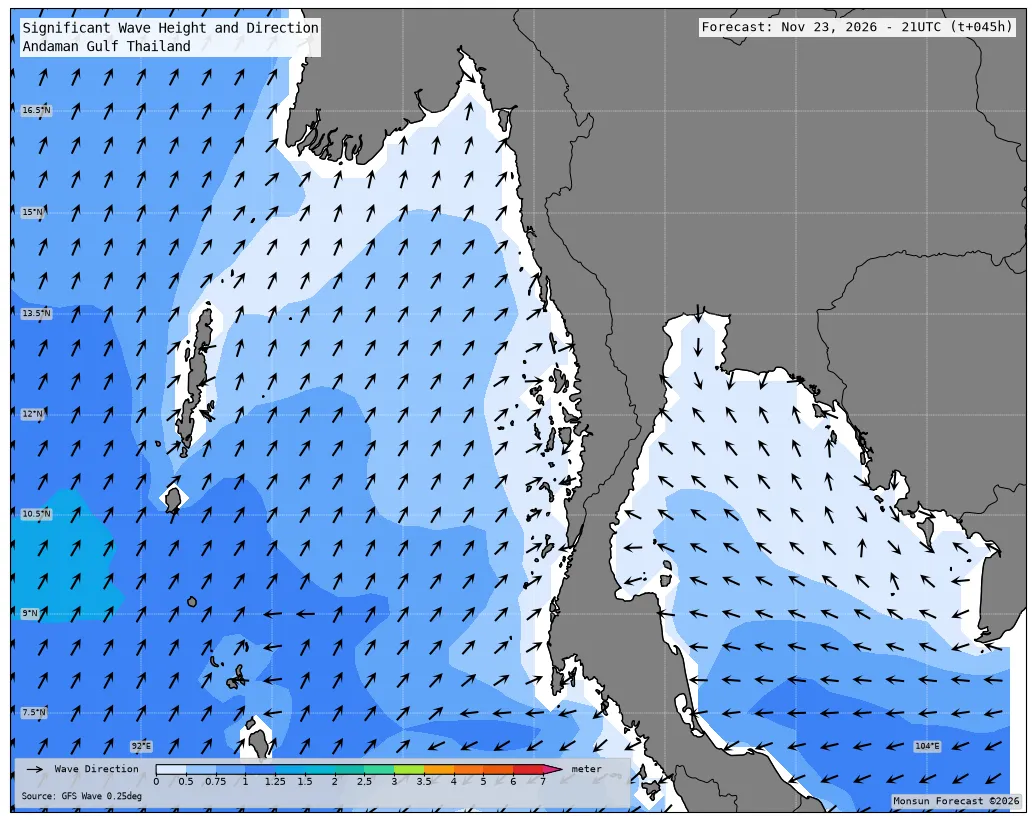 Significant Wave Height and Direction
Andaman Gulf Thailand
Forecast: Nov 23, 2026 - 21UTC (t+045h)
16.5°N
15°N
13.5°N
12°N
10.5°N
9°N
7.5°N
92°E
104°E
Wave Direction
0.5 0.75 1 1.25 1.5 2 2.5 3 3.5 4 5 6 7
meter
Source: GFS Wave 0.25deg
Monsun Forecast ©2026